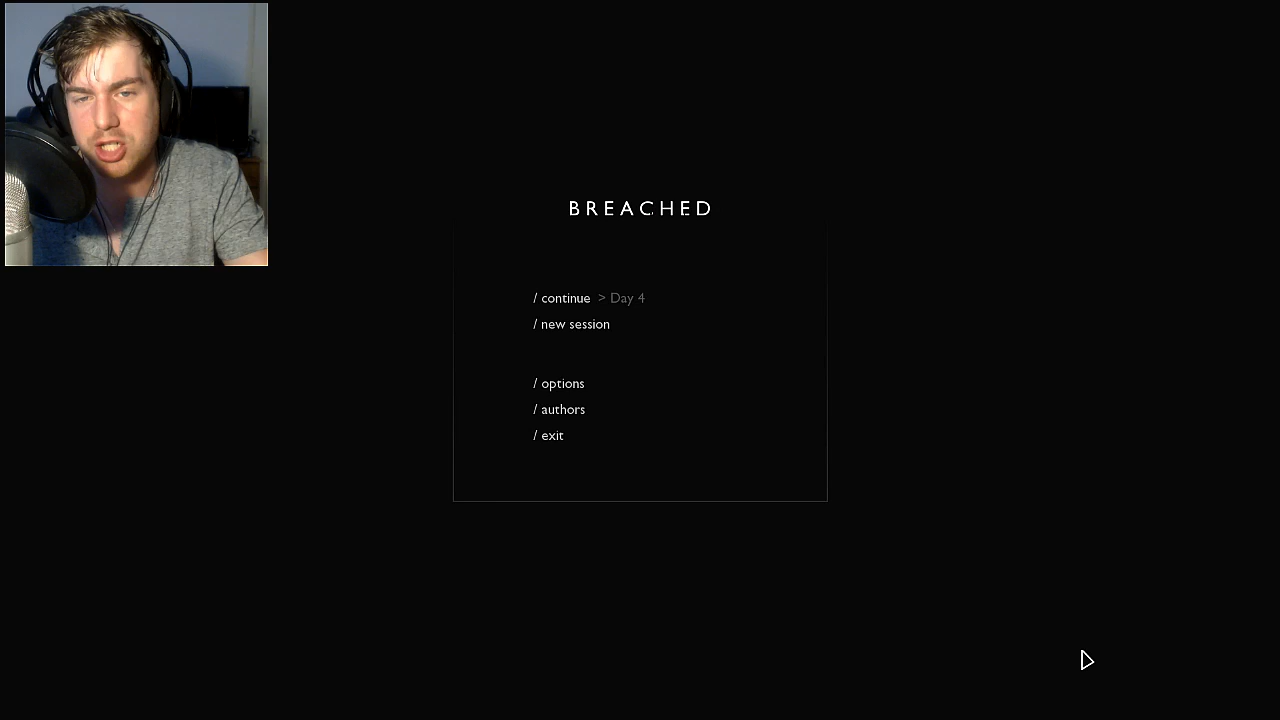 BREACHED
/ continue > Day 4
/ new session
/ options
/ authors
/ exit